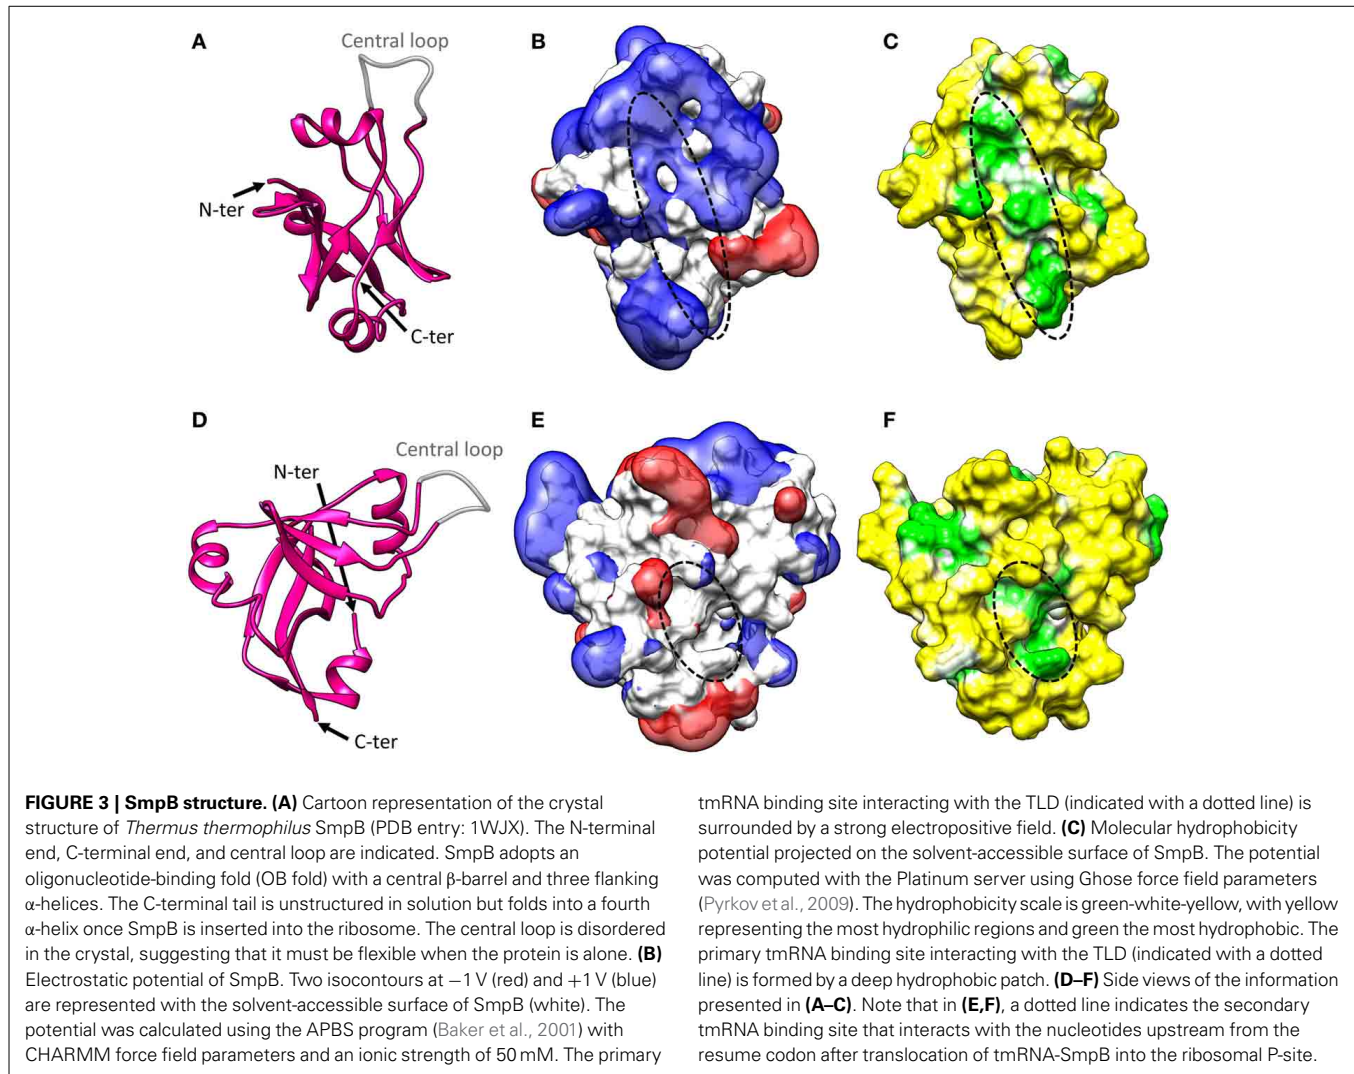 A
Central loop
N-ter
C-ter
B
C
D
Central loop
N-ter
C-ter
E
F
FIGURE 3 | SmpB structure. (A) Cartoon representation of the crystal
structure of Thermus thermophilus SmpB (PDB entry: 1WJX). The N-terminal
end, C-terminal end, and central loop are indicated. SmpB adopts an
oligonucleotide-binding fold (OB fold) with a central β-barrel and three flanking
α-helices. The C-terminal tail is unstructured in solution but folds into a fourth
α-helix once SmpB is inserted into the ribosome. The central loop is disordered
in the crystal, suggesting that it must be flexible when the protein is alone. (B)
Electrostatic potential of SmpB. Two isocontours at −1 V (red) and +1 V (blue)
are represented with the solvent-accessible surface of SmpB (white). The
potential was calculated using the APBS program (Baker et al., 2001) with
CHARMM force field parameters and an ionic strength of 50 mM. The primary
tmRNA binding site interacting with the TLD (indicated with a dotted line) is
surrounded by a strong electropositive field. (C) Molecular hydrophobicity
potential projected on the solvent-accessible surface of SmpB. The potential
was computed with the Platinum server using Ghose force field parameters
(Pyrkov et al., 2009). The hydrophobicity scale is green-white-yellow, with yellow
representing the most hydrophilic regions and green the most hydrophobic. The
primary tmRNA binding site interacting with the TLD (indicated with a dotted
line) is formed by a deep hydrophobic patch. (D–F) Side views of the information
presented in (A–C). Note that in (E,F), a dotted line indicates the secondary
tmRNA binding site that interacts with the nucleotides upstream from the
resume codon after translocation of tmRNA-SmpB into the ribosomal P-site.